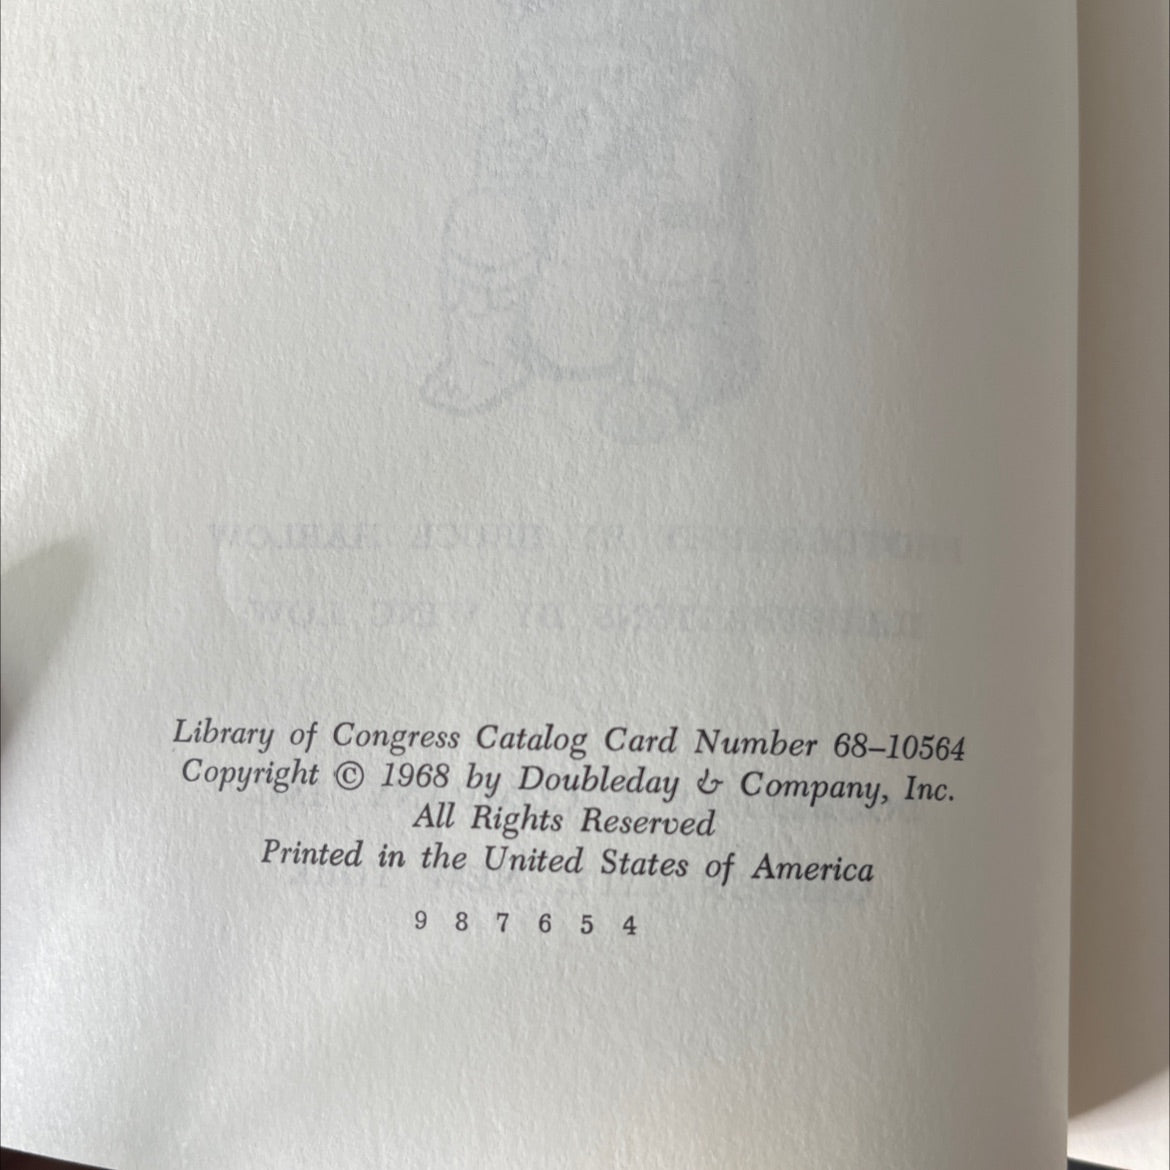 Library of Congress Catalog Card Number 68–10564
Copyright © 1968 by Doubleday & Company, Inc.
All Rights Reserved
Printed in the United States of America
9 8 7 6 5 4